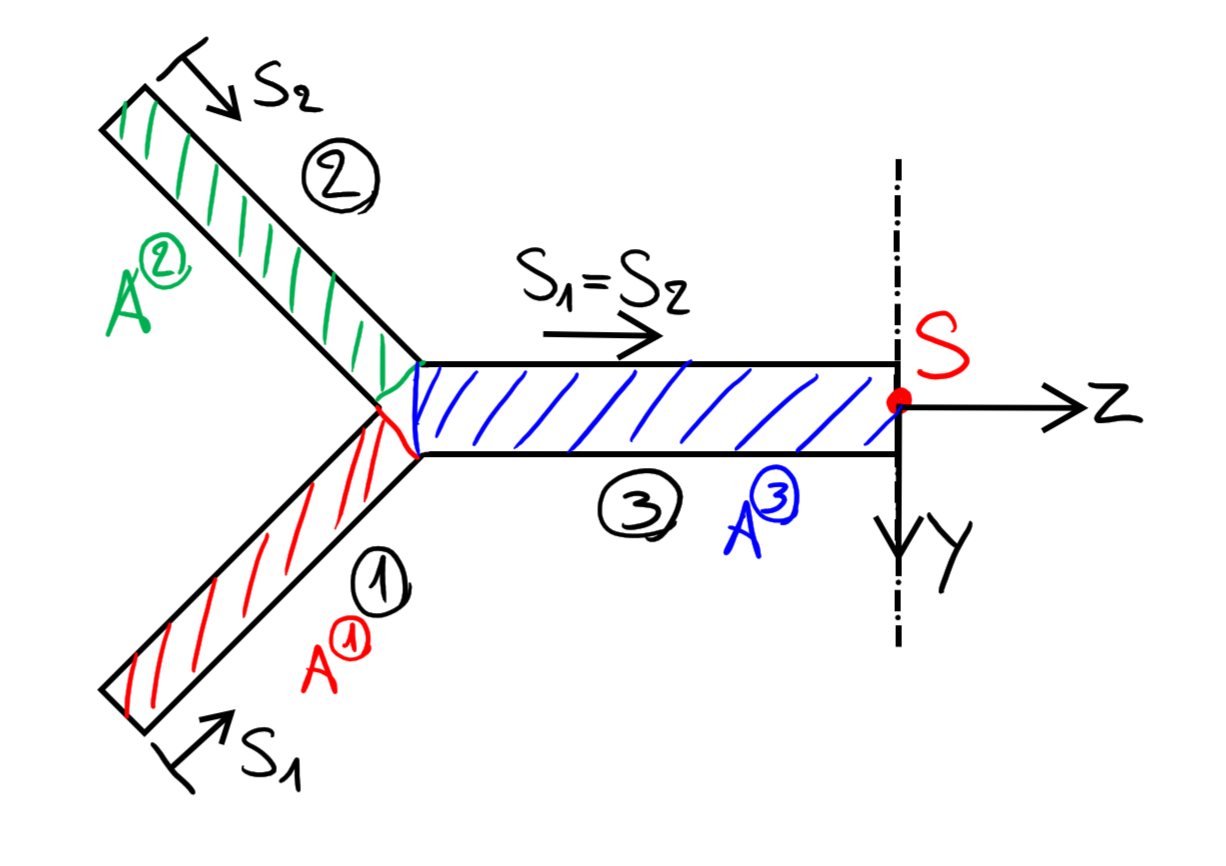 S₂
②
A②
S₁=S₂
S
Z
③
A③
Y
①
A①
S₁